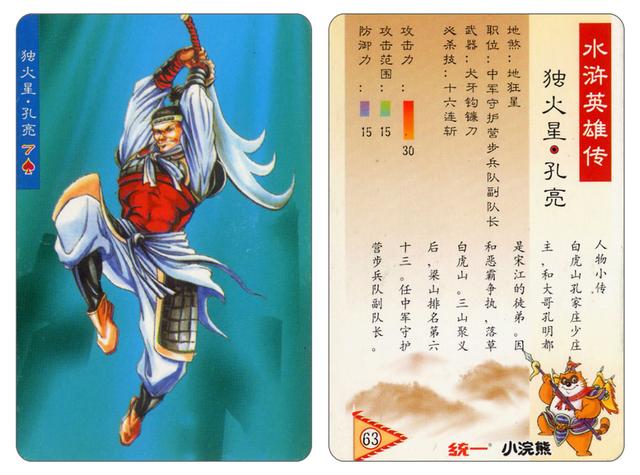 独火星·孔亮
7♠
水浒英雄传
独火星·孔亮
地煞：地狂星
职位：中军守护营步兵队副队长
武器：犬牙钩镰刀
必杀技：十六连斩
攻击力：30
攻击范围：15
防御力：15
人物小传
白虎山孔家庄少庄
主，和大哥孔明都
是宋江的徒弟。因
和恶霸争执，落草
白虎山。三山聚义
后，梁山排名第六
十三。任中军守护
营步兵队副队长。
63
统一® 小浣熊